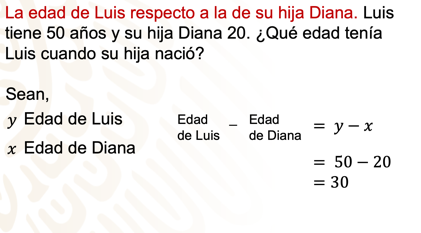 La edad de Luis respecto a la de su hija Diana. Luis
tiene 50 años y su hija Diana 20. ¿Qué edad tenía
Luis cuando su hija nació?
Sean,
y Edad de Luis
x Edad de Diana
Edad de Luis − Edad de Diana = y − x
= 50 − 20
= 30